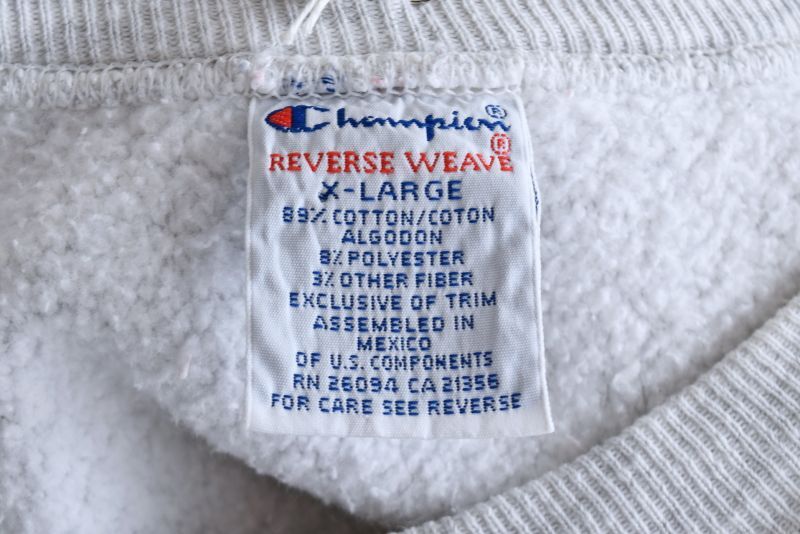 Champion®
REVERSE WEAVE®
X-LARGE
89% COTTON/COTON
ALGODON
8% POLYESTER
3% OTHER FIBER
EXCLUSIVE OF TRIM
ASSEMBLED IN
MEXICO
OF U.S. COMPONENTS
RN 26094 CA 21356
FOR CARE SEE REVERSE